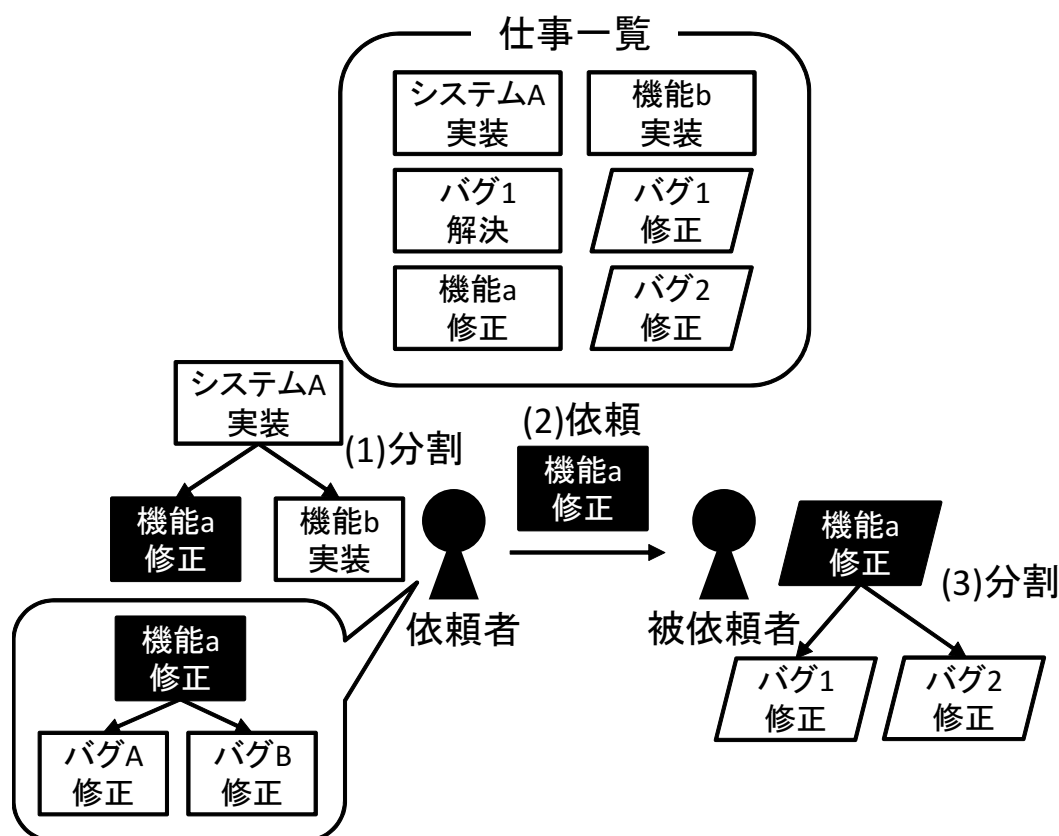 仕事一覧
システムA
実装
機能b
実装
バグ1
解決
バグ1
修正
機能a
修正
バグ2
修正
システムA
実装
(1)分割
機能a
修正
機能b
実装
依頼者
(2)依頼
機能a
修正
被依頼者
機能a
修正
(3)分割
バグ1
修正
バグ2
修正
機能a
修正
バグA
修正
バグB
修正